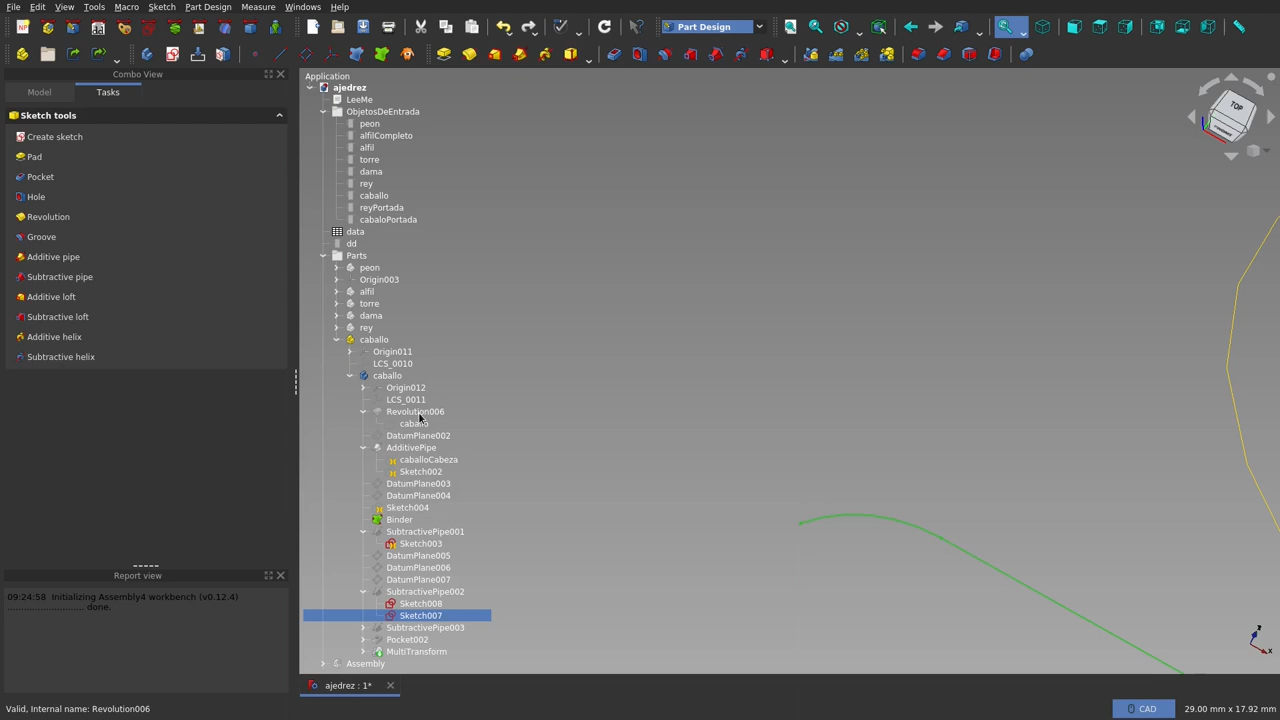 File Edit View Tools Macro Sketch Part Design Measure Windows Help
Part Design
Combo View
Application
Model Tasks
ajedrez
LeeMe
Sketch tools
ObjetosDeEntrada
TOP
peon
Create sketch
alfilCompleto
alfil
Pad
torre
dama
Pocket
rey
Hole
caballo
reyPortada
Revolution
cabaloPortada
data
Groove
dd
Additive pipe
Parts
peon
Subtractive pipe
Origin003
Additive loft
alfil
torre
Subtractive loft
dama
rey
Additive helix
caballo
Subtractive helix
Origin011
LCS_0010
caballo
Origin012
LCS_0011
Revolution006
DatumPlane002
AdditivePipe
caballoCabeza
Sketch002
DatumPlane003
DatumPlane004
Sketch004
Binder
SubtractivePipe001
Sketch003
DatumPlane005
DatumPlane006
DatumPlane007
SubtractivePipe002
Sketch008
Sketch007
SubtractivePipe003
Pocket002
MultiTransform
Assembly
Report view
09:24:58 Initializing Assembly4 workbench (v0.12.4)
............................ done.
x
ajedrez : 1*
Valid, Internal name: Revolution006
CAD
29.00 mm x 17.92 mm